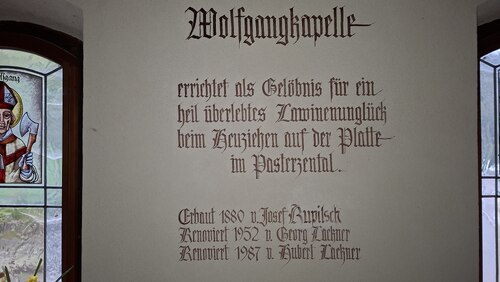 Wolfgangkapelle
errichtet als Gelöbnis für ein
heil überlebtes Lawinenunglück
beim Heuziehen auf der Platte
im Pasterzental.
Erbaut 1880 v. Josef Rupitsch
Renoviert 1952 v. Georg Lackner
Renoviert 1987 v. Hubert Lackner